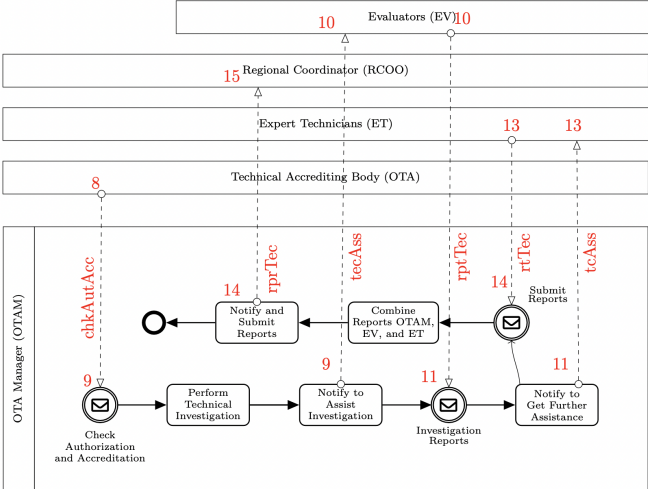 Evaluators (EV)
10
10
Regional Coordinator (RCOO)
15
Expert Technicians (ET)
13
13
Technical Accrediting Body (OTA)
8
OTA Manager (OTAM)
chkAutAcc
rprTec
tecAss
rptTec
rtTec
tcAss
14
14
Submit
Reports
Notify and
Submit
Reports
Combine
Reports OTAM,
EV, and ET
9
9
11
11
Perform
Technical
Investigation
Notify to
Assist
Investigation
Notify to
Get Further
Assistance
Check
Authorization
and Accreditation
Investigation
Reports